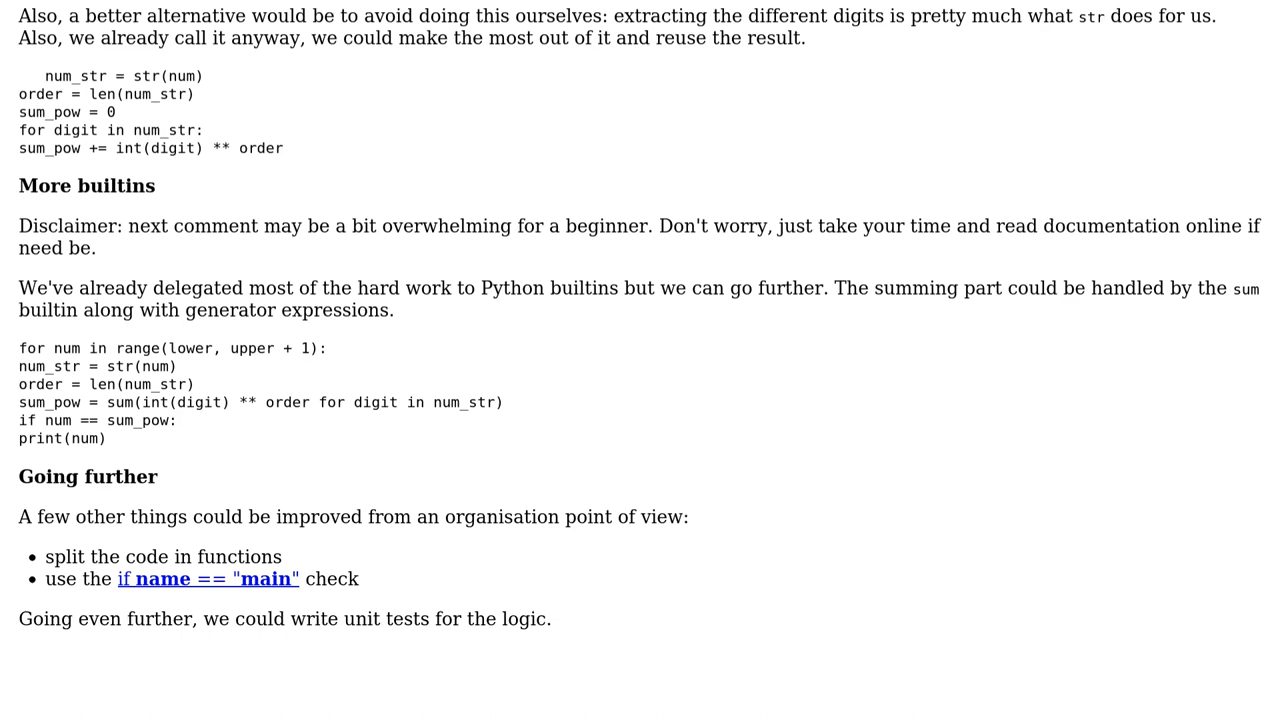 Also, a better alternative would be to avoid doing this ourselves: extracting the different digits is pretty much what str does for us.
Also, we already call it anyway, we could make the most out of it and reuse the result.
   num_str = str(num)
order = len(num_str)
sum_pow = 0
for digit in num_str:
sum_pow += int(digit) ** order
More builtins
Disclaimer: next comment may be a bit overwhelming for a beginner. Don't worry, just take your time and read documentation online if
need be.
We've already delegated most of the hard work to Python builtins but we can go further. The summing part could be handled by the sum
builtin along with generator expressions.
for num in range(lower, upper + 1):
num_str = str(num)
order = len(num_str)
sum_pow = sum(int(digit) ** order for digit in num_str)
if num == sum_pow:
print(num)
Going further
A few other things could be improved from an organisation point of view:
• split the code in functions
• use the if name == "main" check
Going even further, we could write unit tests for the logic.